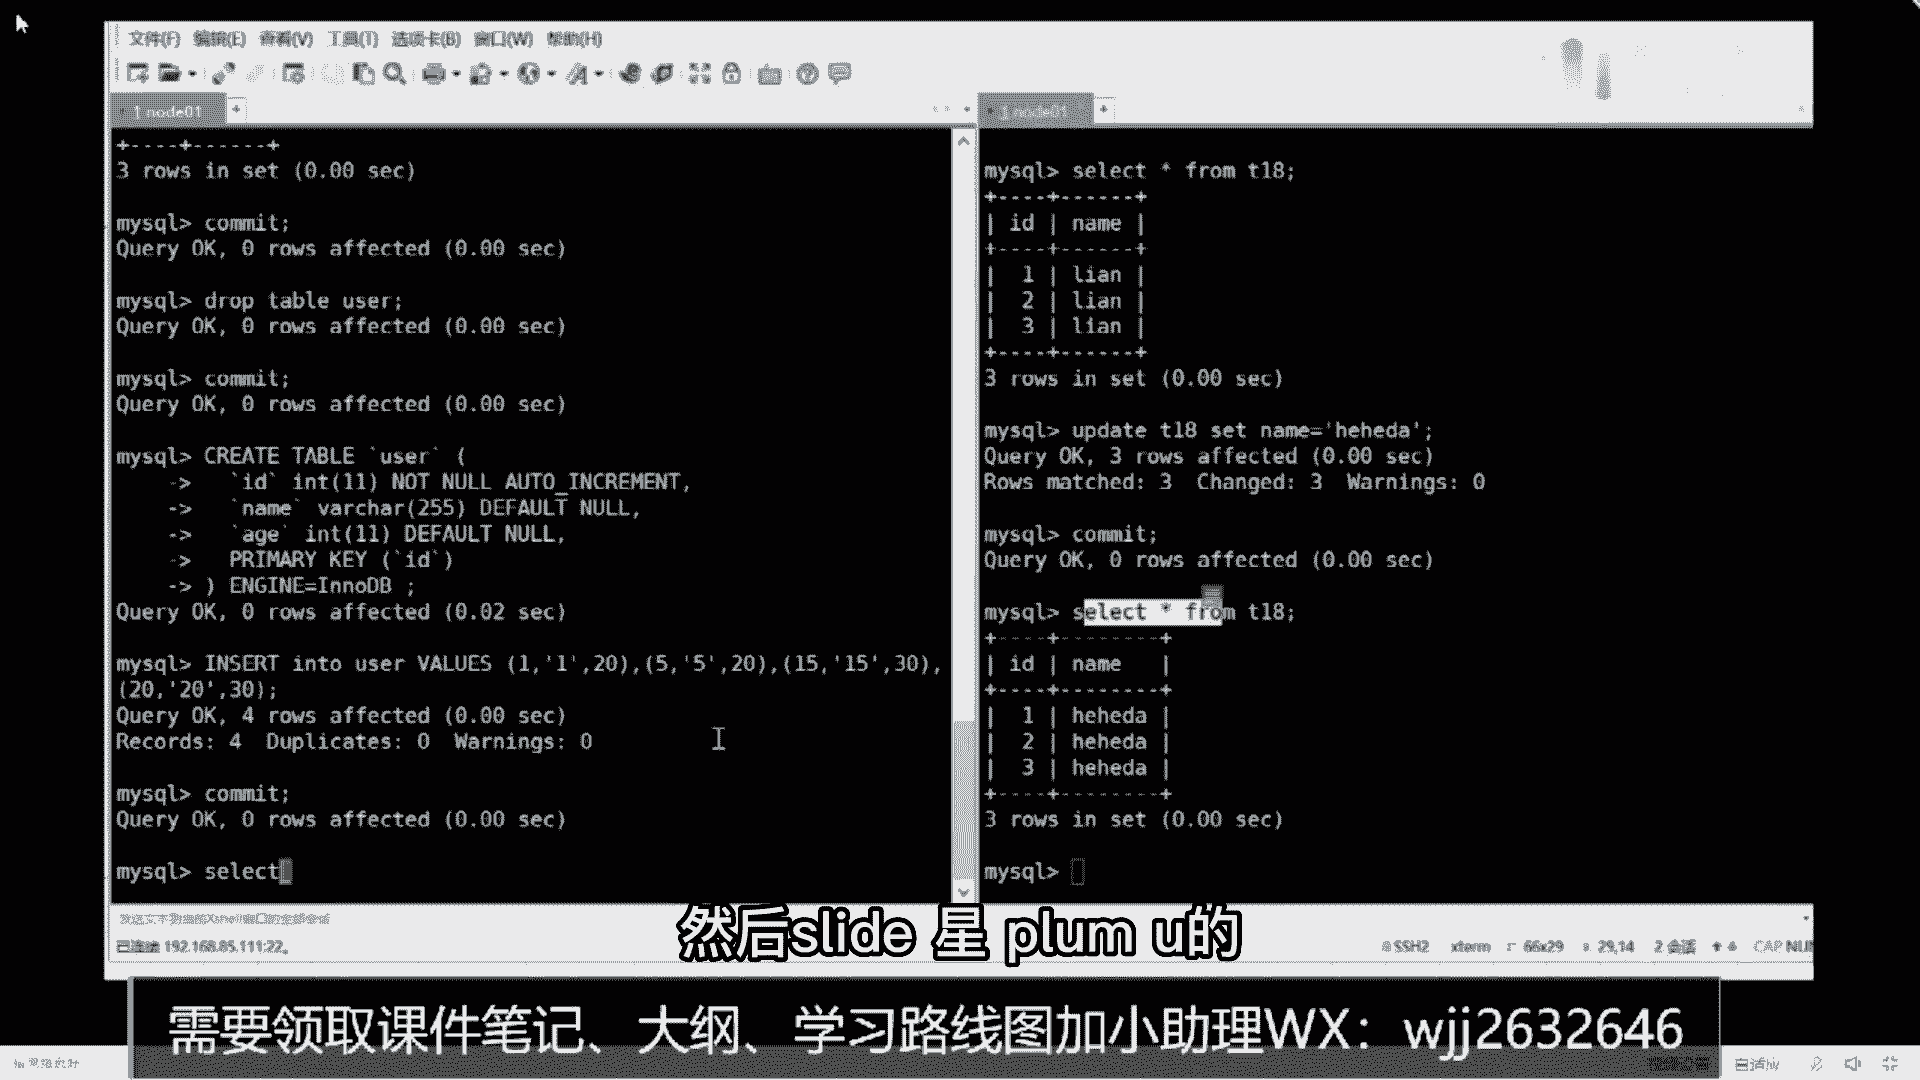 文件(F) 编辑(E) 查看(V) 工具(T) 选项卡(B) 窗口(W) 帮助(H)
1 node01
+
+----+------+
3 rows in set (0.00 sec)
mysql> commit;
Query OK, 0 rows affected (0.00 sec)
mysql> drop table user;
Query OK, 0 rows affected (0.00 sec)
mysql> commit;
Query OK, 0 rows affected (0.00 sec)
mysql> CREATE TABLE `user` (
-> `id` int(11) NOT NULL AUTO_INCREMENT,
-> `name` varchar(255) DEFAULT NULL,
-> `age` int(11) DEFAULT NULL,
-> PRIMARY KEY (`id`)
-> ) ENGINE=InnoDB ;
Query OK, 0 rows affected (0.02 sec)
mysql> INSERT into user VALUES (1,'1',20),(5,'5',20),(15,'15',30),
(20,'20',30);
Query OK, 4 rows affected (0.00 sec)
Records: 4 Duplicates: 0 Warnings: 0
mysql> commit;
Query OK, 0 rows affected (0.00 sec)
mysql> select
1 node01
+
mysql> select * from t18;
+----+------+
| id | name |
+----+------+
| 1 | lian |
| 2 | lian |
| 3 | lian |
+----+------+
3 rows in set (0.00 sec)
mysql> update t18 set name='heheda';
Query OK, 3 rows affected (0.00 sec)
Rows matched: 3 Changed: 3 Warnings: 0
mysql> commit;
Query OK, 0 rows affected (0.00 sec)
mysql> select * from t18;
+----+--------+
| id | name |
+----+--------+
| 1 | heheda |
| 2 | heheda |
| 3 | heheda |
+----+--------+
3 rows in set (0.00 sec)
mysql>
已连接 192.168.85.111:22。
SSH2 xterm 66x29 29,14 2 会话 CAP NUM
然后slide 星 plum u的
需要领取课件笔记、大纲、学习路线图加小助理WX：wjj2632646